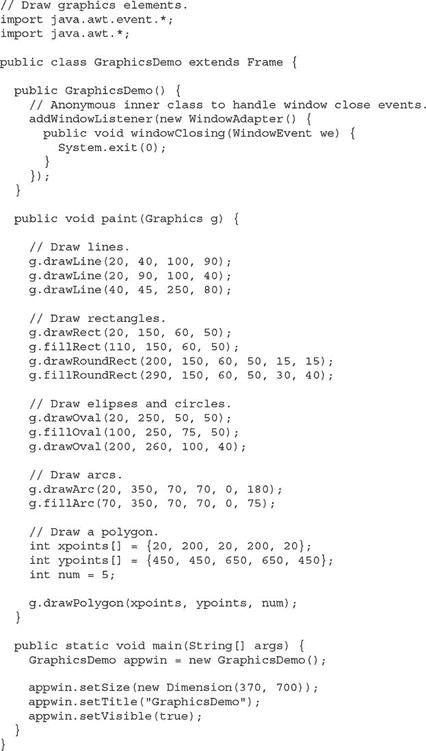 // Draw graphics elements.
import java.awt.event.*;
import java.awt.*;
public class GraphicsDemo extends Frame {
public GraphicsDemo() {
// Anonymous inner class to handle window close events.
addWindowListener(new WindowAdapter() {
public void windowClosing(WindowEvent we) {
System.exit(0);
}
});
}
public void paint(Graphics g) {
// Draw lines.
g.drawLine(20, 40, 100, 90);
g.drawLine(20, 90, 100, 40);
g.drawLine(40, 45, 250, 80);
// Draw rectangles.
g.drawRect(20, 150, 60, 50);
g.fillRect(110, 150, 60, 50);
g.drawRoundRect(200, 150, 60, 50, 15, 15);
g.fillRoundRect(290, 150, 60, 50, 30, 40);
// Draw elipses and circles.
g.drawOval(20, 250, 50, 50);
g.fillOval(100, 250, 75, 50);
g.drawOval(200, 260, 100, 40);
// Draw arcs.
g.drawArc(20, 350, 70, 70, 0, 180);
g.fillArc(70, 350, 70, 70, 0, 75);
// Draw a polygon.
int xpoints[] = {20, 200, 20, 200, 20};
int ypoints[] = {450, 450, 650, 650, 450};
int num = 5;
g.drawPolygon(xpoints, ypoints, num);
}
public static void main(String[] args) {
GraphicsDemo appwin = new GraphicsDemo();
appwin.setSize(new Dimension(370, 700));
appwin.setTitle("GraphicsDemo");
appwin.setVisible(true);
}
}